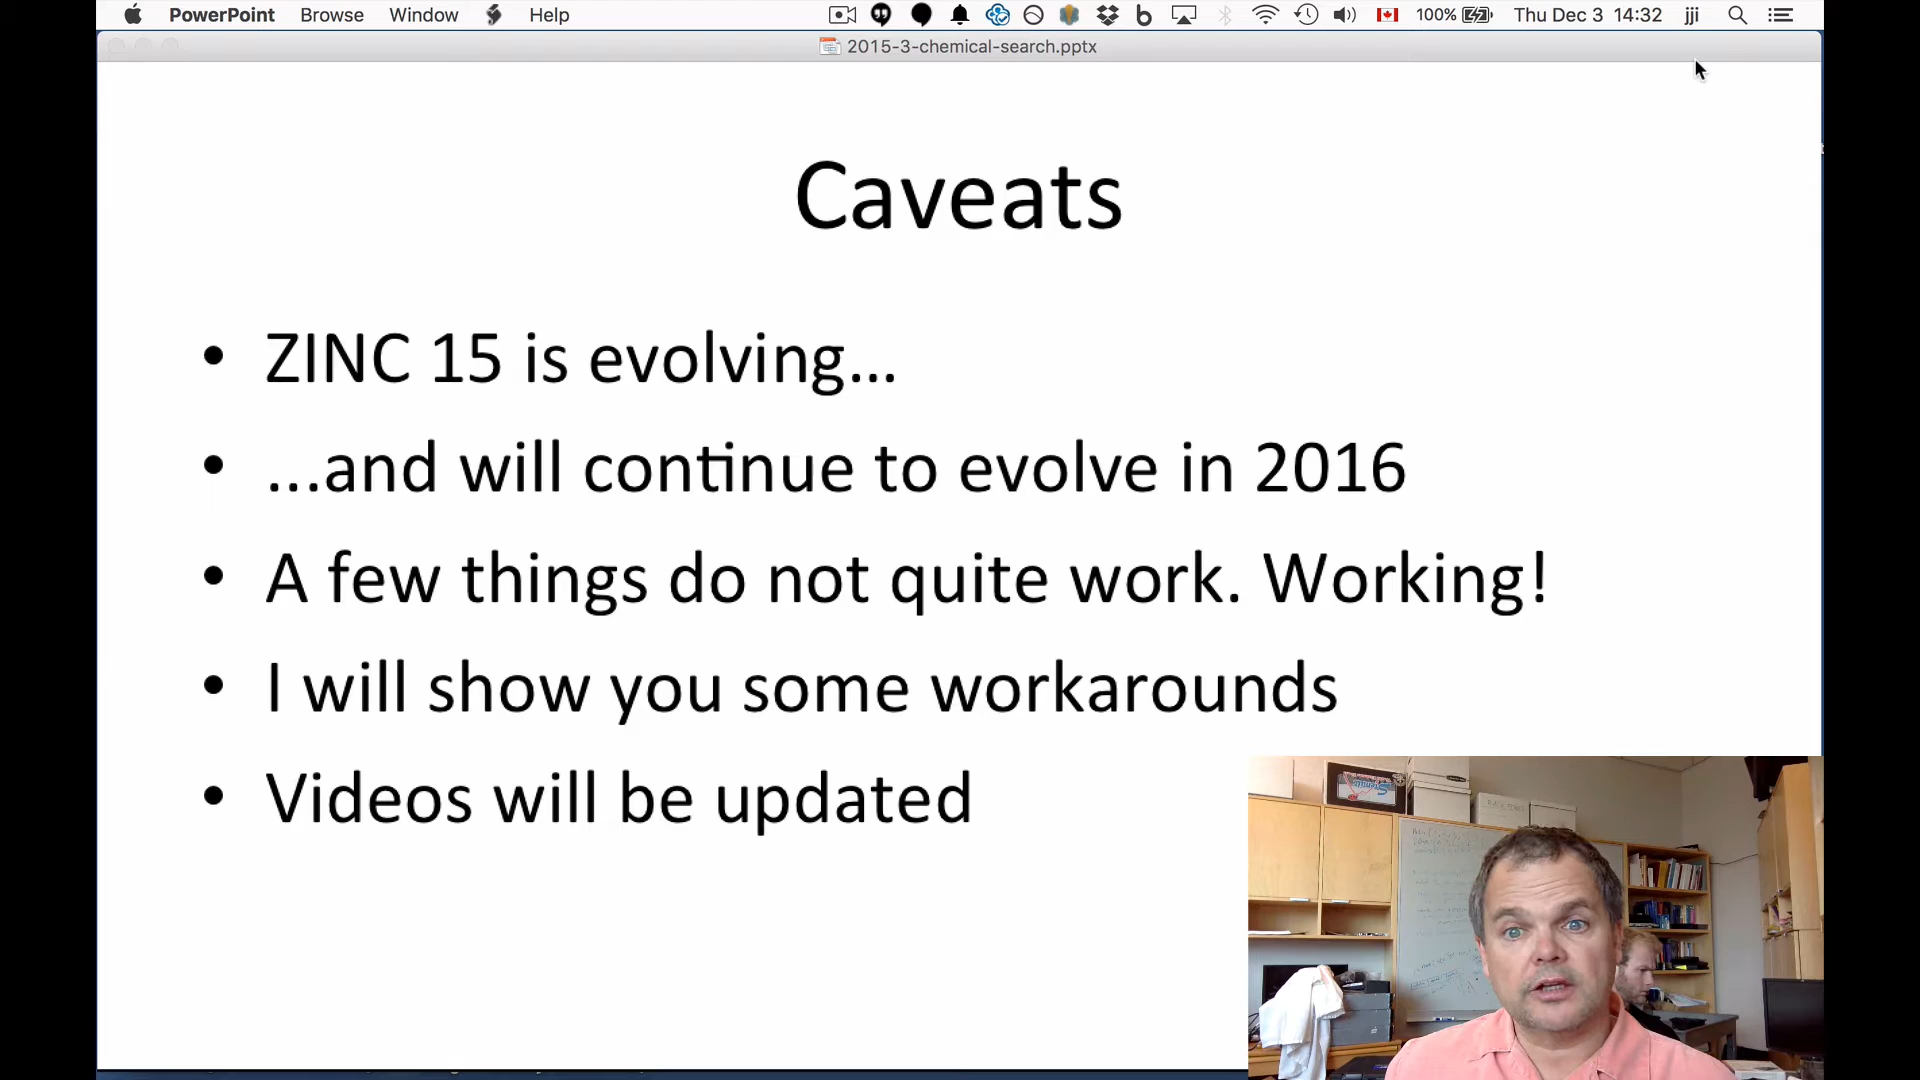 PowerPoint Browse Window Help 100% Thu Dec 3 14:32 jji
2015-3-chemical-search.pptx
Caveats
• ZINC 15 is evolving…
• ...and will continue to evolve in 2016
• A few things do not quite work. Working!
• I will show you some workarounds
• Videos will be updated